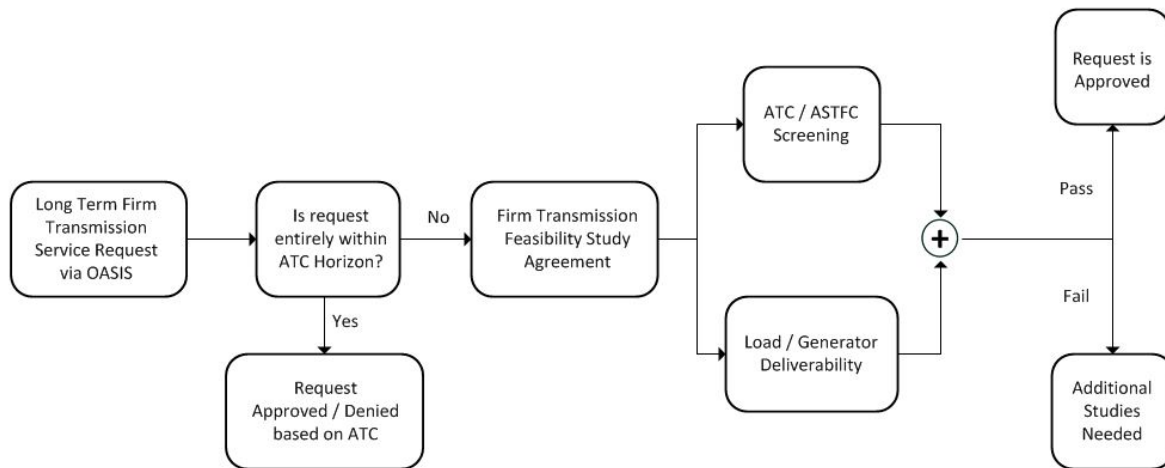 Long Term Firm
Transmission
Service Request
via OASIS
Is request
entirely within
ATC Horizon?
Yes
Request
Approved / Denied
based on ATC
No
Firm Transmission
Feasibility Study
Agreement
ATC / ASTFC
Screening
Load / Generator
Deliverability
+
Pass
Request is
Approved
Fail
Additional
Studies
Needed